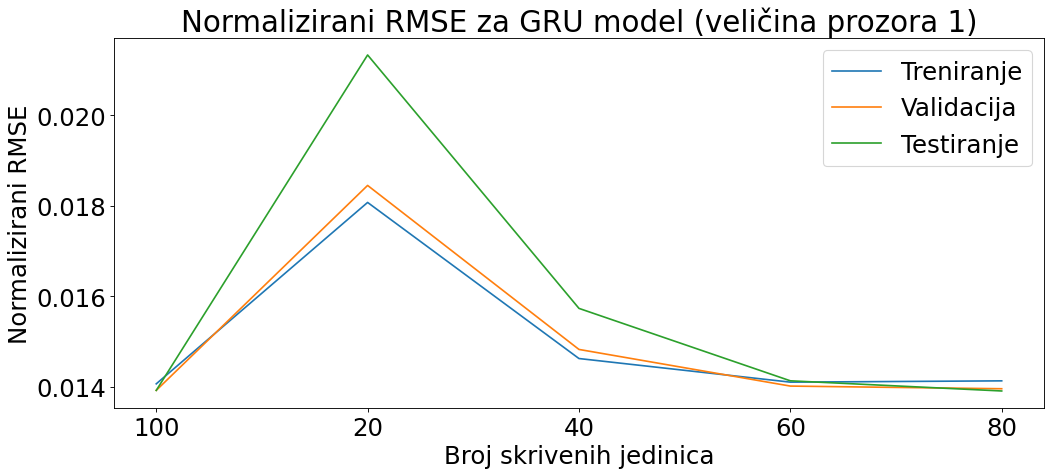 Normalizirani RMSE za GRU model (veličina prozora 1)
Treniranje
Validacija
Testiranje
Normalizirani RMSE
0.020
0.018
0.016
0.014
100 20 40 60 80
Broj skrivenih jedinica